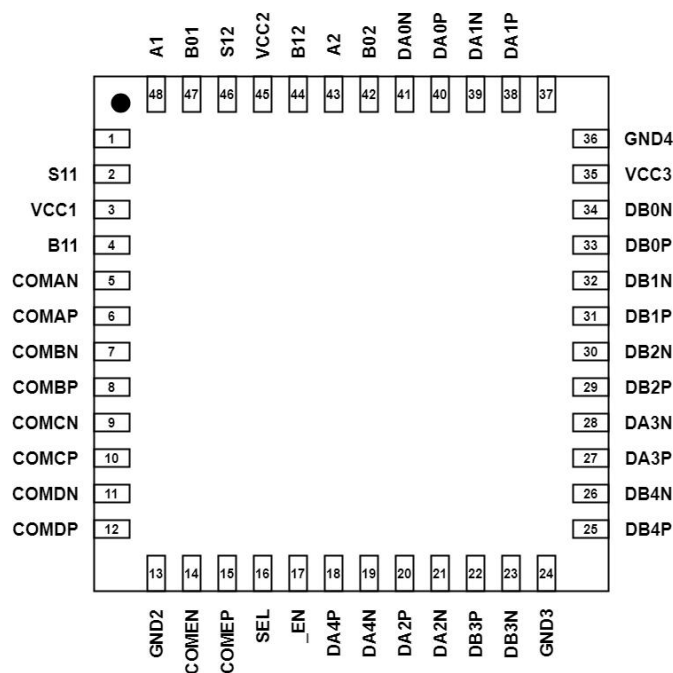 A1 B01 S12 VCC2 B12 A2 B02 DA0N DA0P DA1N DA1P
48 47 46 45 44 43 42 41 40 39 38 37
1 36 GND4
S11 2 35 VCC3
VCC1 3 34 DB0N
B11 4 33 DB0P
COMAN 5 32 DB1N
COMAP 6 31 DB1P
COMBN 7 30 DB2N
COMBP 8 29 DB2P
COMCN 9 28 DA3N
COMCP 10 27 DA3P
COMDN 11 26 DB4N
COMDP 12 25 DB4P
13 14 15 16 17 18 19 20 21 22 23 24
GND2 COMEN COMEP SEL _EN DA4P DA4N DA2P DA2N DB3P DB3N GND3